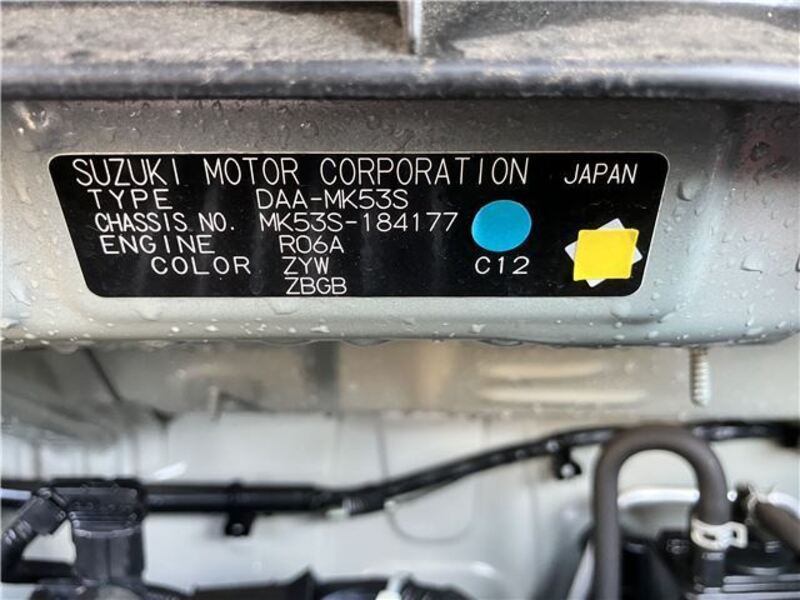 SUZUKI MOTOR CORPORATION JAPAN
TYPE DAA-MK53S
CHASSIS NO. MK53S-184177
ENGINE R06A
COLOR ZYW C12
ZBGB